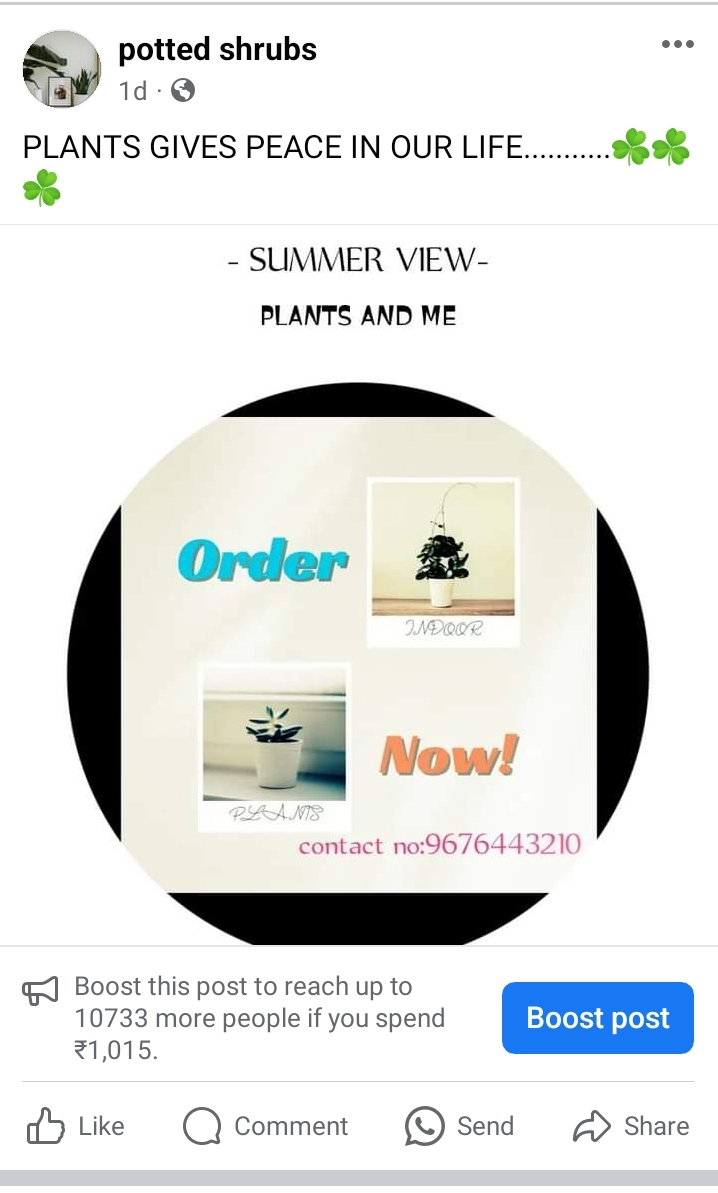 potted shrubs
1d ·
PLANTS GIVES PEACE IN OUR LIFE...........☘☘
☘
- SUMMER VIEW-
PLANTS AND ME
Order
INDOOR
PLANTS
Now!
contact no:9676443210
Boost this post to reach up to
10733 more people if you spend
₹1,015.
Boost post
Like
Comment
Send
Share